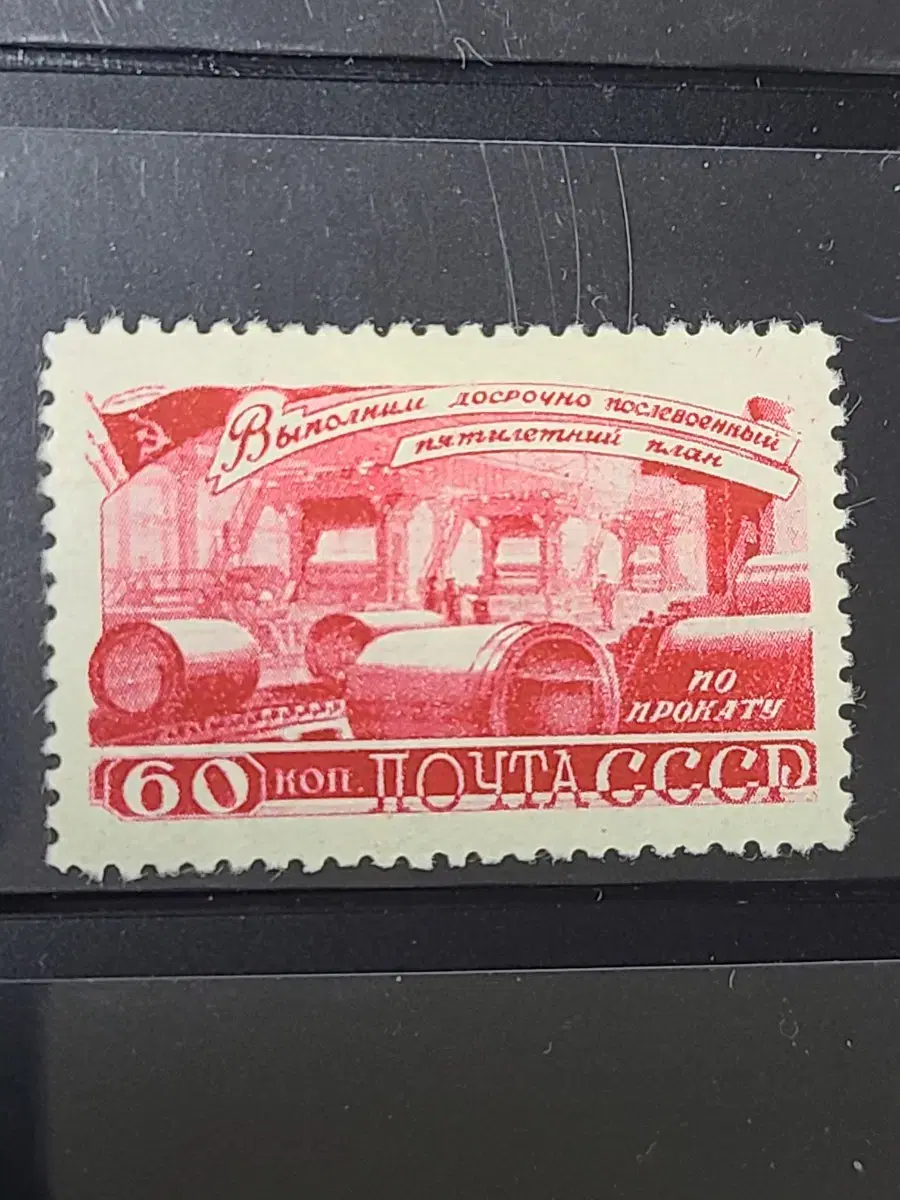 Выполним досрочно послевоенный
пятилетний план
ПО
ПРОКАТУ
60 КОП. ПОЧТА СССР